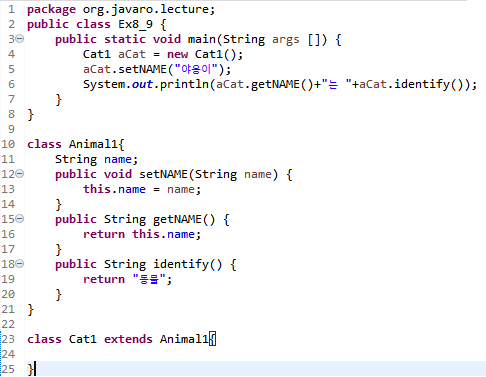 1 package org.javaro.lecture;
2 public class Ex8_9 {
3 public static void main(String args []) {
4 Cat1 aCat = new Cat1();
5 aCat.setNAME("야옹이");
6 System.out.println(aCat.getNAME()+"는 "+aCat.identify());
7 }
8 }
9
10 class Animal1{
11 String name;
12 public void setNAME(String name) {
13 this.name = name;
14 }
15 public String getNAME() {
16 return this.name;
17 }
18 public String identify() {
19 return "동물";
20 }
21 }
22
23 class Cat1 extends Animal1{
24
25 }